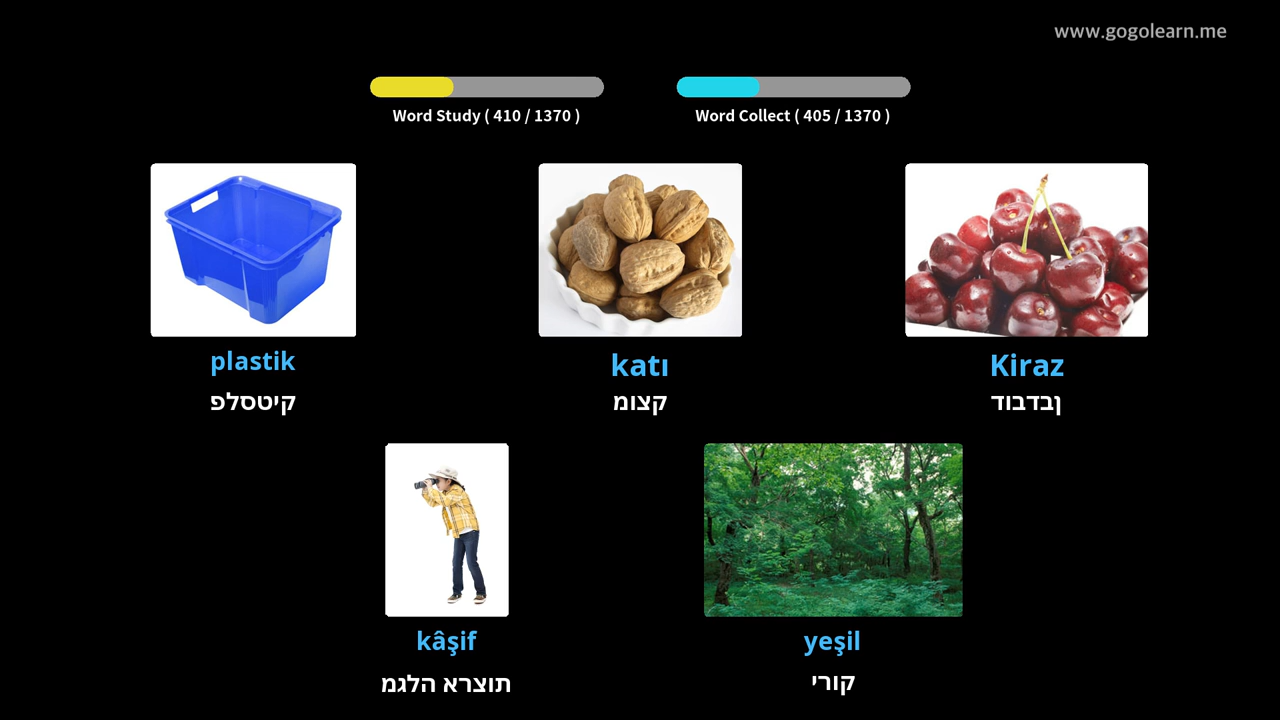 www.gogolearn.me
Word Study ( 410 / 1370 )
Word Collect ( 405 / 1370 )
plastik
קיטסלפ
katı
קצומ
Kiraz
ןבדבוד
kâşif
תוצרא הלגמ
yeşil
קורי